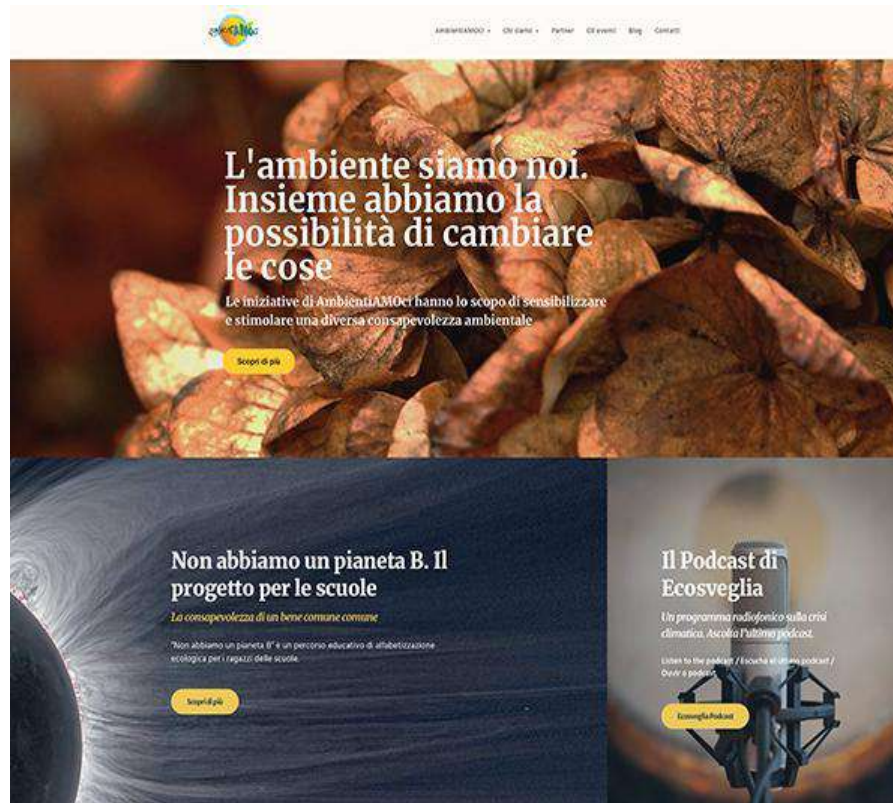 AMBIENTIAMOCI
Chi siamo
Partner
Gli eventi
Blog
Contatti
L'ambiente siamo noi.
Insieme abbiamo la
possibilità di cambiare
le cose
Le iniziative di AmbientiAMOci hanno lo scopo di sensibilizzare
e stimolare una diversa consapevolezza ambientale
Scopri di più
Non abbiamo un pianeta B. Il
progetto per le scuole
La consapevolezza di un bene comune comune
"Non abbiamo un pianeta B" è un percorso educativo di alfabetizzazione
ecologica per i ragazzi delle scuole.
Scopri di più
Il Podcast di
Ecosveglia
Un programma radiofonico sulla crisi
climatica. Ascolta l'ultimo podcast.
Listen to the podcast / Escucha el último podcast /
Ouvir o podcast
Ecosveglia Podcast